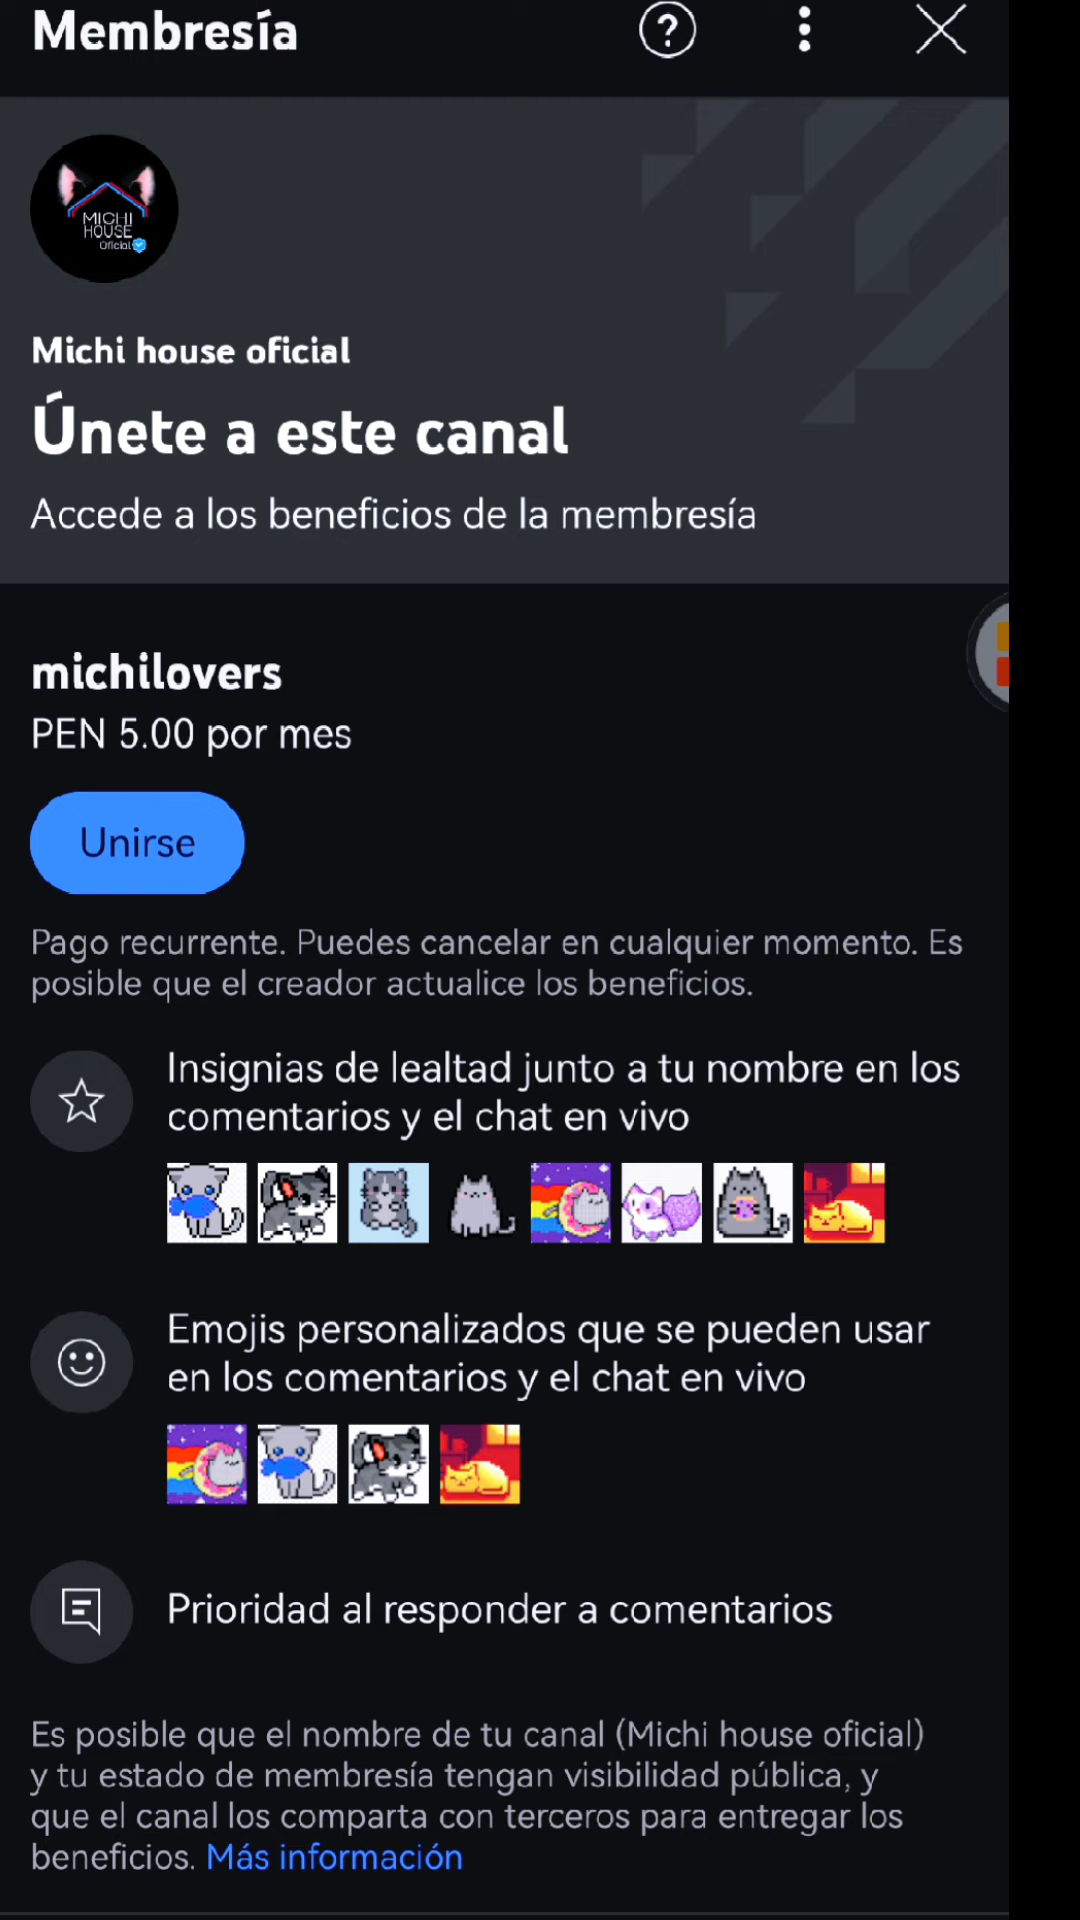 Membresía
MICHI
HOUSE
Oficial
Michi house oficial
Únete a este canal
Accede a los beneficios de la membresía
michilovers
PEN 5.00 por mes
Unirse
Pago recurrente. Puedes cancelar en cualquier momento. Es
posible que el creador actualice los beneficios.
Insignias de lealtad junto a tu nombre en los
comentarios y el chat en vivo
Emojis personalizados que se pueden usar
en los comentarios y el chat en vivo
Prioridad al responder a comentarios
Es posible que el nombre de tu canal (Michi house oficial)
y tu estado de membresía tengan visibilidad pública, y
que el canal los comparta con terceros para entregar los
beneficios. Más información